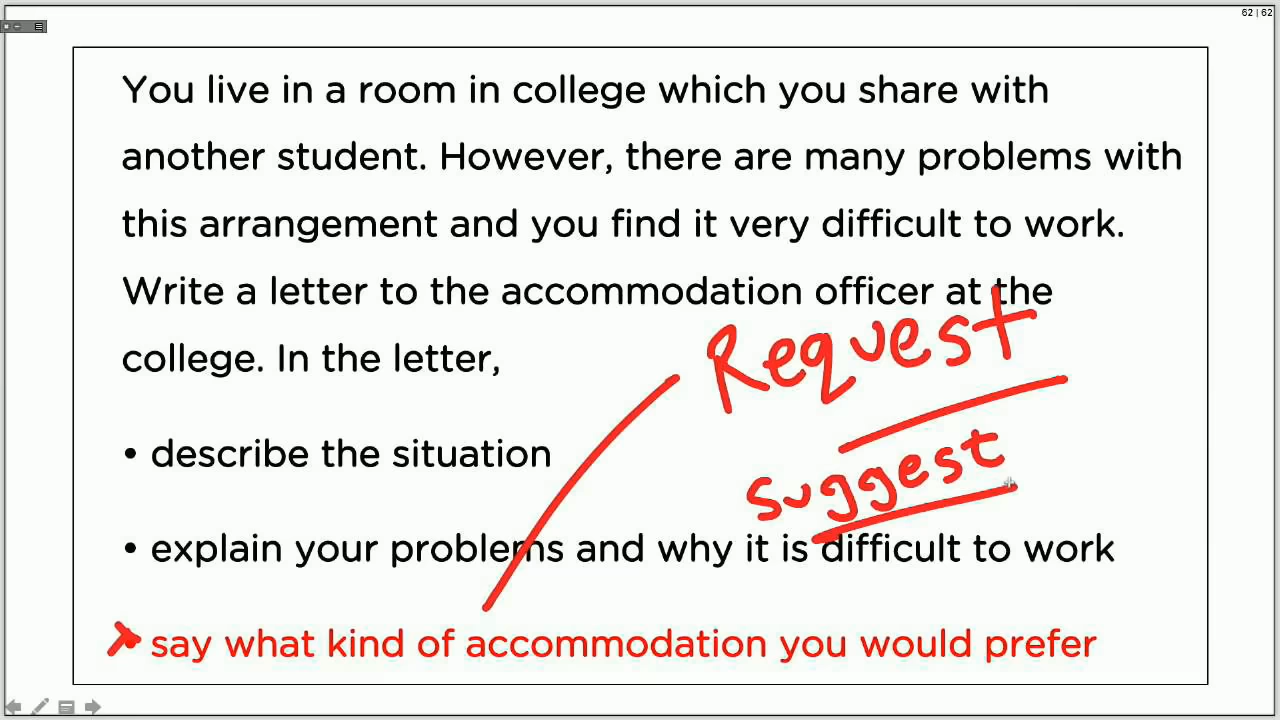 62 | 62
You live in a room in college which you share with
another student. However, there are many problems with
this arrangement and you find it very difficult to work.
Write a letter to the accommodation officer at the
college. In the letter,
Request
• describe the situation
suggest
• explain your problems and why it is difficult to work
say what kind of accommodation you would prefer